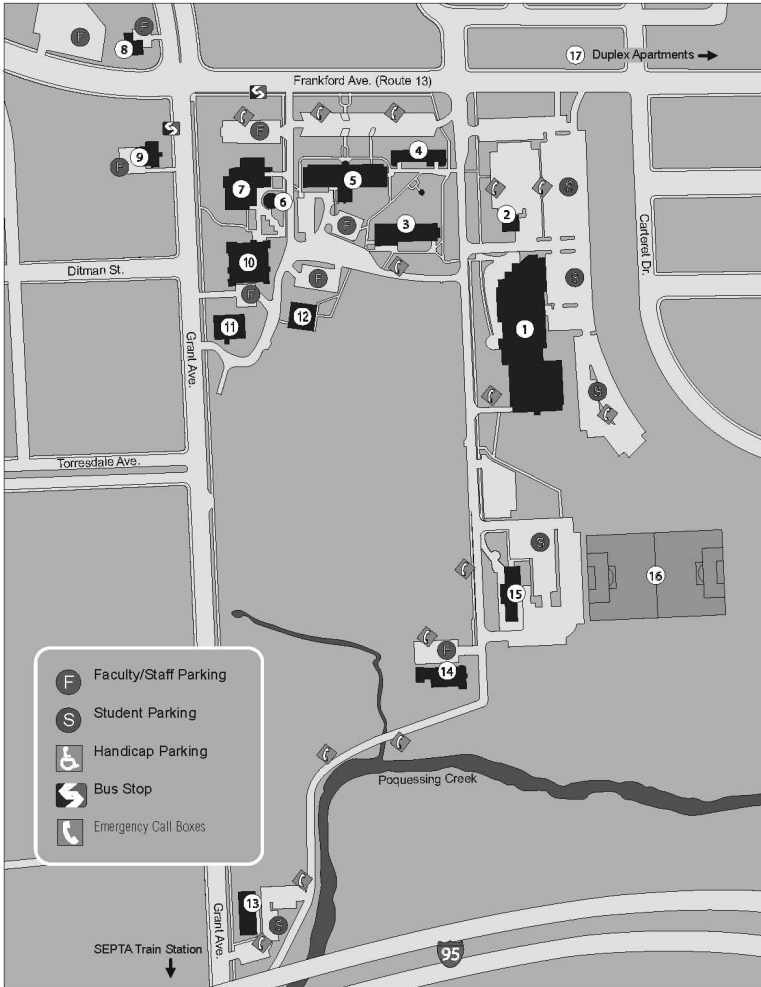 F
F
8
17 Duplex Apartments
Frankford Ave. (Route 13)
F
9
F
4
5
7
6
S
2
3
F
Carteret Dr.
Ditman St.
10
F
S
F
11
12
1
Grant Ave.
S
Torresdale Ave.
S
16
15
F
14
F Faculty/Staff Parking
S Student Parking
Handicap Parking
Bus Stop
Emergency Call Boxes
Poquessing Creek
13
S
Grant Ave.
SEPTA Train Station
95